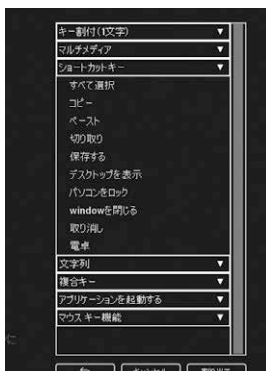 キー割付(1文字)
マルチメディア
ショートカットキー
すべて選択
コピー
ペースト
切り取り
保存する
デスクトップを表示
パソコンをロック
windowを閉じる
取り消し
電卓
文字列
複合キー
アプリケーションを起動する
マウス キー機能
に